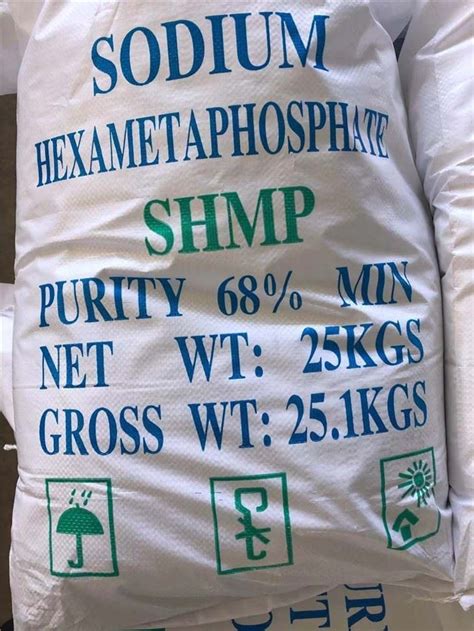 SODIUM
HEXAMETAPHOSPHATE
SHMP
PURITY 68% MIN
NET WT: 25KGS
GROSS WT: 25.1KGS